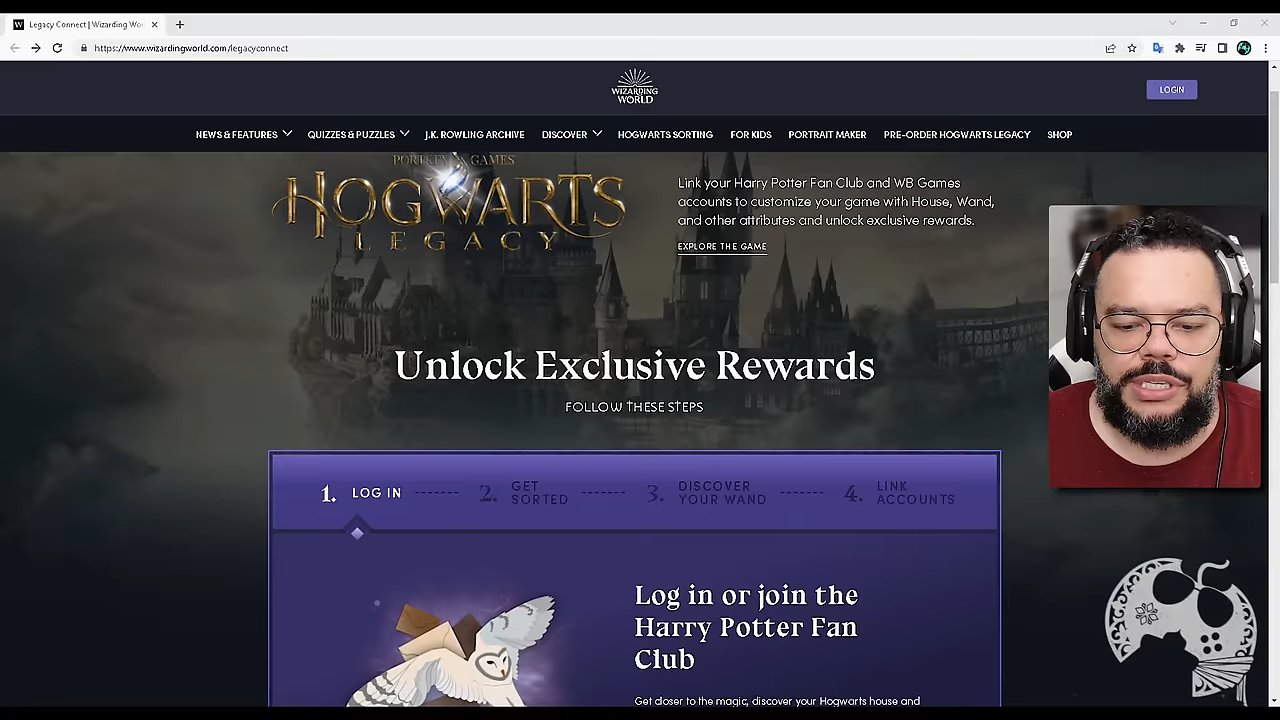 Legacy Connect | Wizarding Wo
https://www.wizardingworld.com/legacyconnect
WIZARDING
WORLD
LOGIN
NEWS & FEATURES
QUIZZES & PUZZLES
J.K. ROWLING ARCHIVE
DISCOVER
HOGWARTS SORTING
FOR KIDS
PORTRAIT MAKER
PRE-ORDER HOGWARTS LEGACY
SHOP
PORTKEY GAMES
HOGWARTS
LEGACY
Link your Harry Potter Fan Club and WB Games
accounts to customize your game with House, Wand,
and other attributes and unlock exclusive rewards.
EXPLORE THE GAME
Unlock Exclusive Rewards
FOLLOW THESE STEPS
1. LOG IN
2. GET
SORTED
3. DISCOVER
YOUR WAND
4. LINK
ACCOUNTS
Log in or join the
Harry Potter Fan
Club
Get closer to the magic, discover your Hogwarts house and